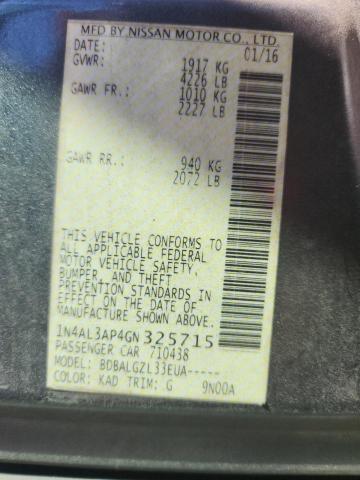 MFD BY NISSAN MOTOR CO., LTD.
DATE: 01/16
GVWR: 1917 KG
4226 LB
GAWR FR.: 1010 KG
2227 LB
GAWR RR.: 940 KG
2072 LB
THIS VEHICLE CONFORMS TO
ALL APPLICABLE FEDERAL
MOTOR VEHICLE SAFETY,
BUMPER, AND THEFT
PREVENTION STANDARDS IN
EFFECT ON THE DATE OF
MANUFACTURE SHOWN ABOVE.
1N4AL3AP4GN 325715
PASSENGER CAR 710438
MODEL: BDBALGZL33EUA-----
COLOR: KAD TRIM: G 9N00A